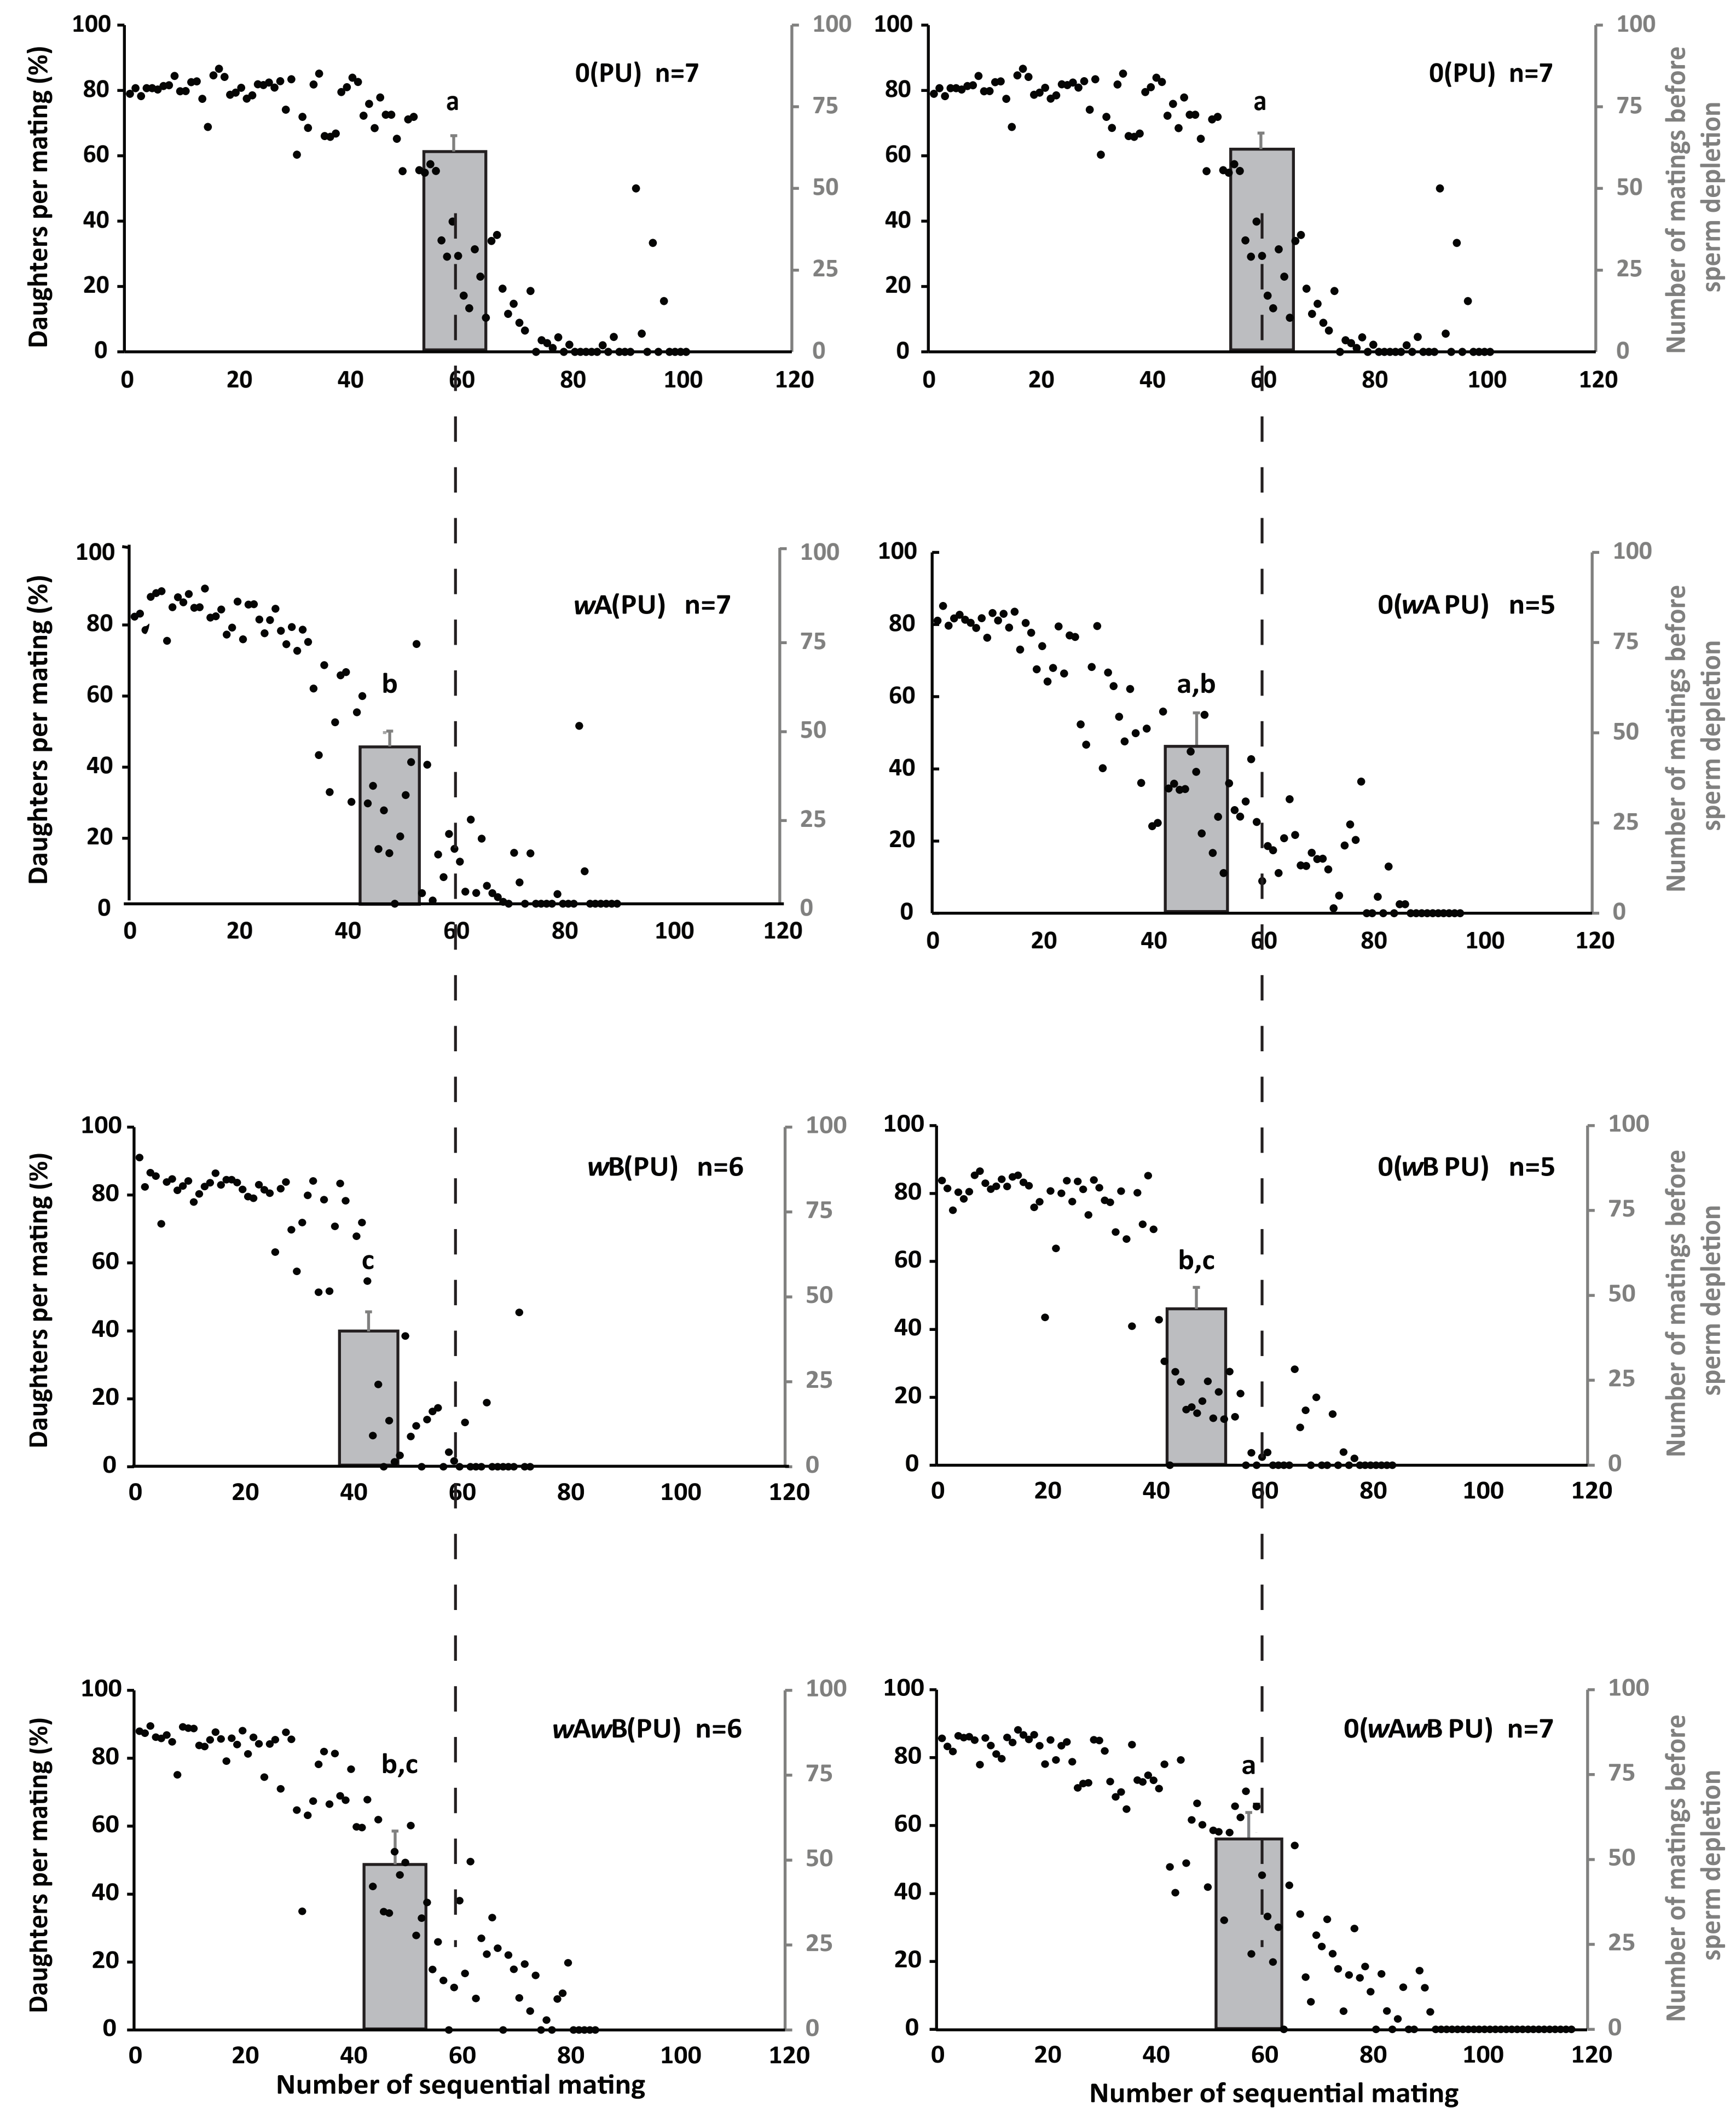 Daughters per mating (%)
100
80
60
40
20
0
0 20 40 60 80 100 120
100
75
50
25
0
0(PU) n=7
a
100
80
60
40
20
0
0 20 40 60 80 100 120
100
75
50
25
0
0(PU) n=7
a
Number of matings before
sperm depletion
Daughters per mating (%)
100
80
60
40
20
0
0 20 40 60 80 100 120
100
75
50
25
0
wA(PU) n=7
b
100
80
60
40
20
0
0 20 40 60 80 100 120
100
75
50
25
0
0(wA PU) n=5
a,b
Number of matings before
sperm depletion
Daughters per mating (%)
100
80
60
40
20
0
0 20 40 60 80 100 120
100
75
50
25
0
wB(PU) n=6
c
100
80
60
40
20
0
0 20 40 60 80 100 120
100
75
50
25
0
0(wB PU) n=5
b,c
Number of matings before
sperm depletion
Daughters per mating (%)
100
80
60
40
20
0
0 20 40 60 80 100 120
100
75
50
25
0
wAwB(PU) n=6
b,c
Number of sequential mating
100
80
60
40
20
0
0 20 40 60 80 100 120
100
75
50
25
0
0(wAwB PU) n=7
a
Number of matings before
sperm depletion
Number of sequential mating